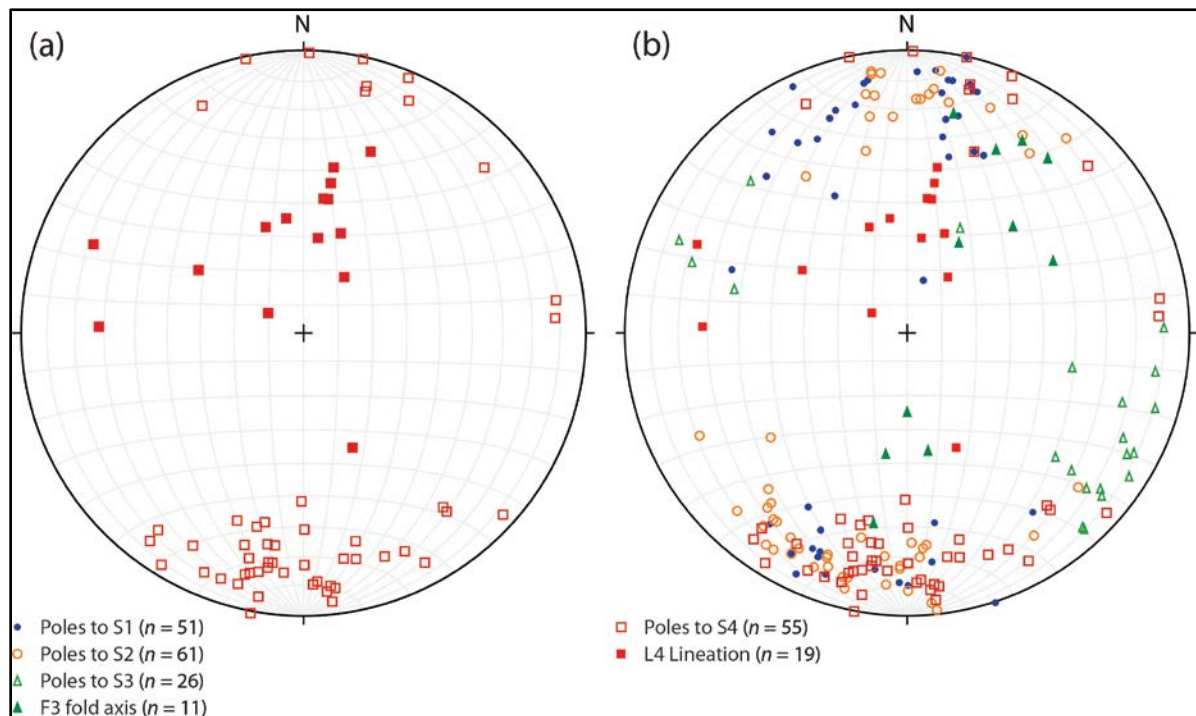 (a)
N
(b)
N
Poles to S1 (n = 51)
Poles to S2 (n = 61)
Poles to S3 (n = 26)
F3 fold axis (n = 11)
Poles to S4 (n = 55)
L4 Lineation (n = 19)